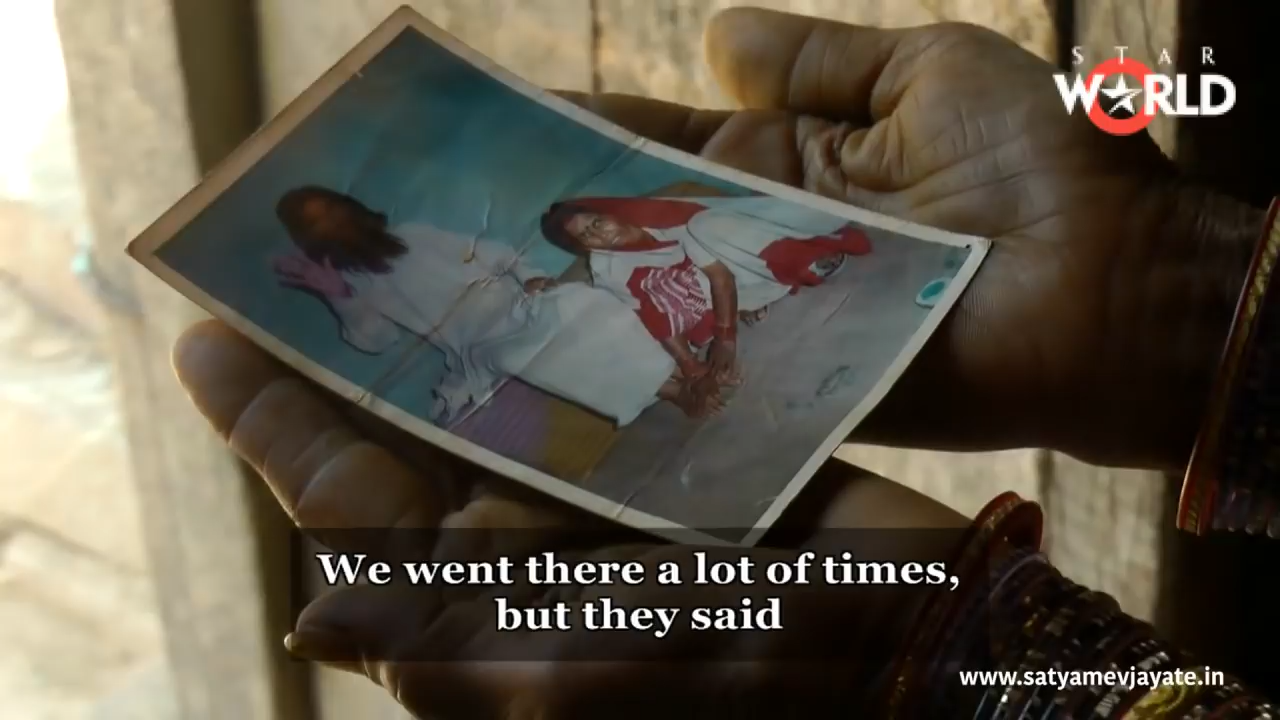 STAR
WORLD
We went there a lot of times,
but they said
www.satyamevjayate.in